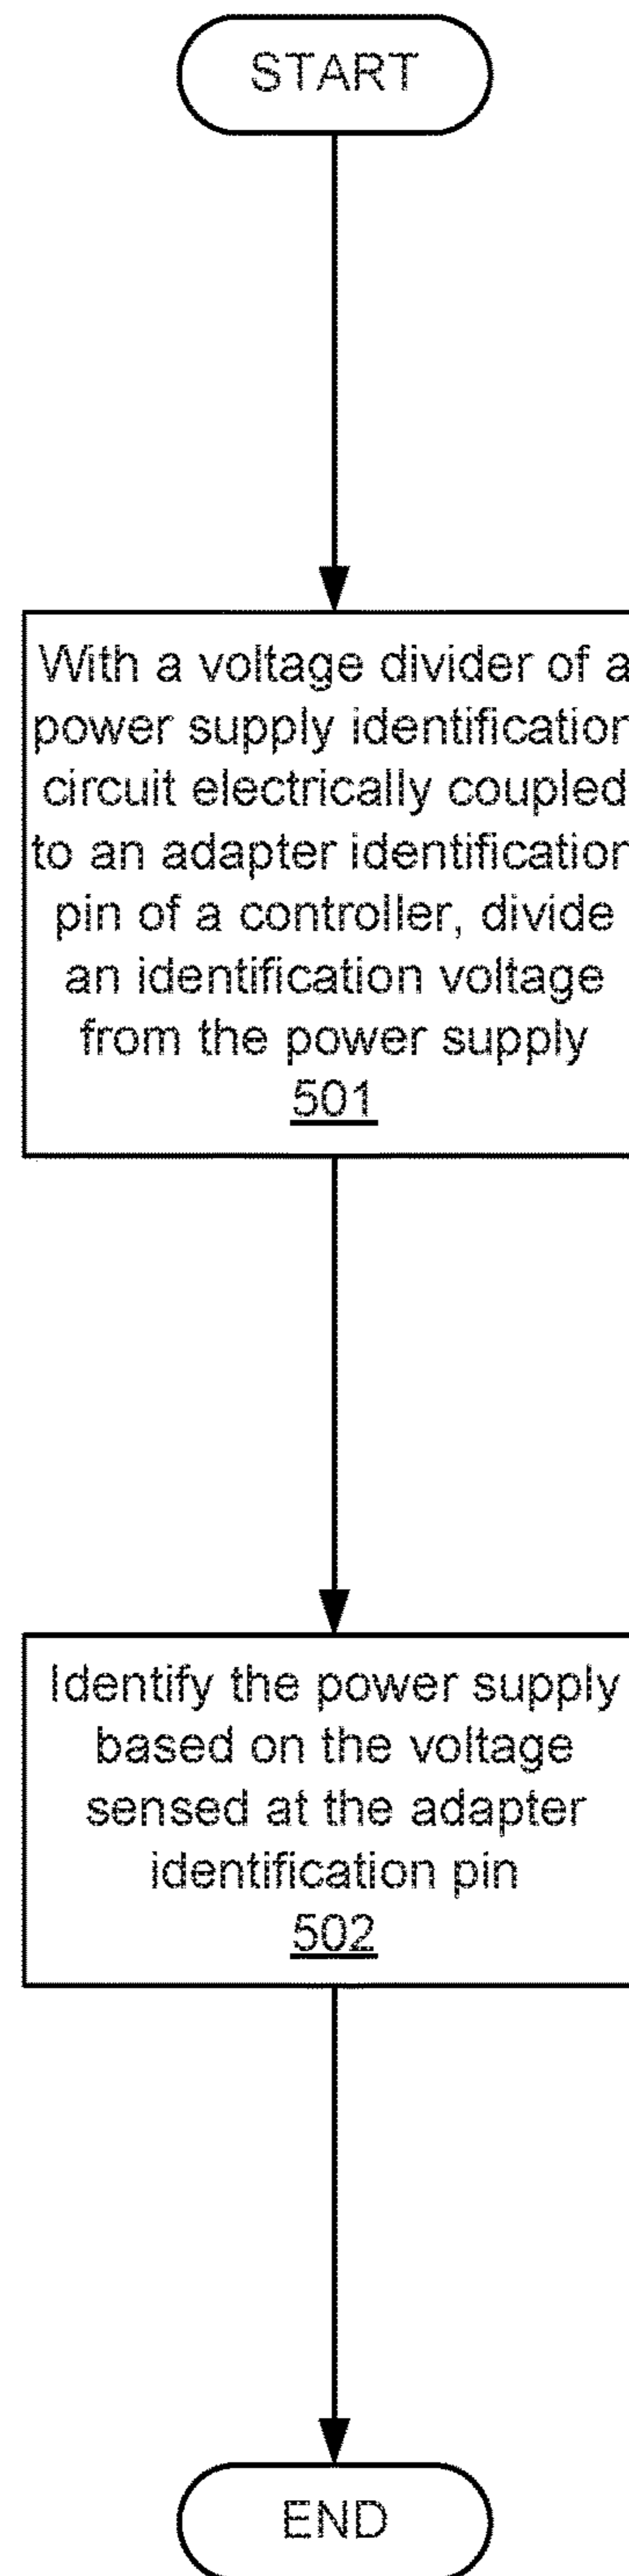 START
With a voltage divider of a
power supply identification
circuit electrically coupled
to an adapter identification
pin of a controller, divide
an identification voltage
from the power supply
501
Identify the power supply
based on the voltage
sensed at the adapter
identification pin
502
END